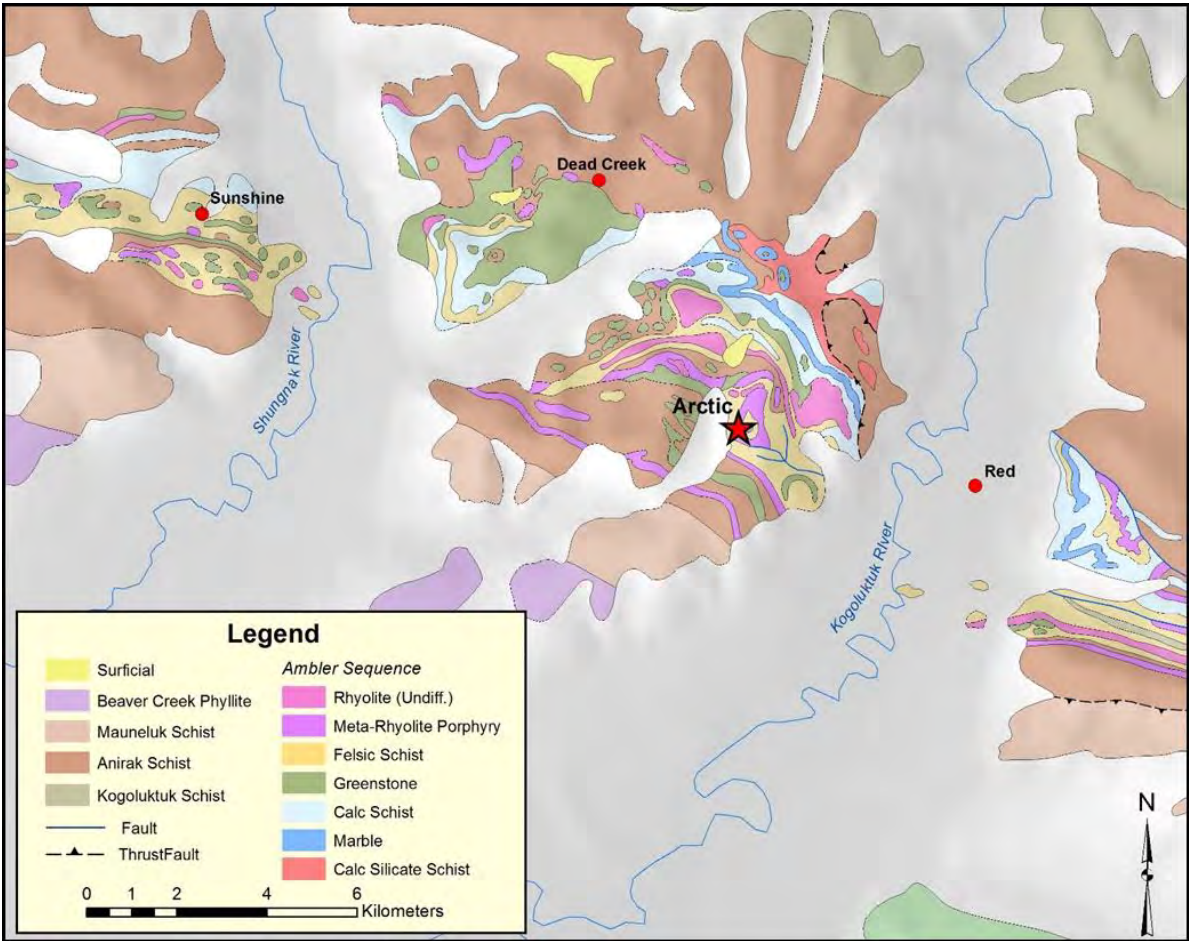 Dead Creek
Sunshine
Shungnak River
Arctic
Red
Kogoluktuk River
Legend
Surficial
Beaver Creek Phyllite
Mauneluk Schist
Anirak Schist
Kogoluktuk Schist
Fault
ThrustFault
Ambler Sequence
Rhyolite (Undiff.)
Meta-Rhyolite Porphyry
Felsic Schist
Greenstone
Calc Schist
Marble
Calc Silicate Schist
0 1 2 4 6
Kilometers
N